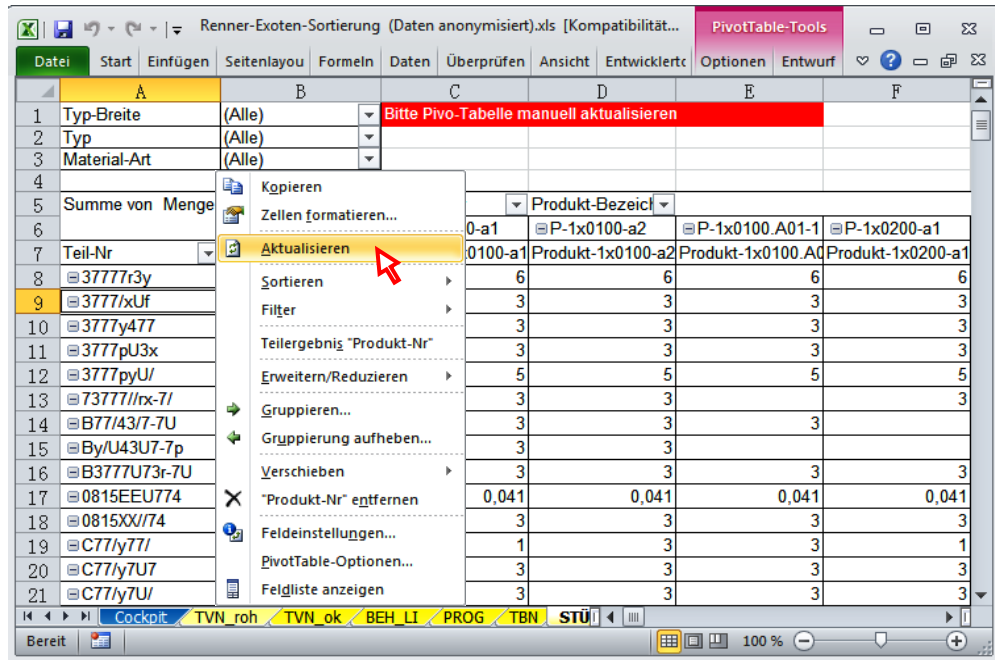 Renner-Exoten-Sortierung (Daten anonymisiert).xls [Kompatibilität... PivotTable-Tools
Datei Start Einfügen Seitenlayou Formeln Daten Überprüfen Ansicht Entwicklertc Optionen Entwurf
A B C D E F
1 Typ-Breite (Alle) Bitte Pivo-Tabelle manuell aktualisieren
2 Typ (Alle)
3 Material-Art (Alle)
4
5 Summe von Menge Produkt-Bezeich
6 0-a1 P-1x0100-a2 P-1x0100.A01-1 P-1x0200-a1
7 Teil-Nr 0100-a1 Produkt-1x0100-a2 Produkt-1x0100.A0 Produkt-1x0200-a1
8 37777r3y 6 6 6 6
9 3777/xUf 3 3 3 3
10 3777y477 3 3 3 3
11 3777pU3x 3 3 3 3
12 3777pyU/ 5 5 5 5
13 73777//rx-7/ 3 3 3
14 B77/43/7-7U 3 3 3
15 By/U43U7-7p 3 3
16 B3777U73r-7U 3 3 3 3
17 0815EEU774 0,041 0,041 0,041 0,041
18 0815XX//74 3 3 3 3
19 C77/y77/ 1 3 3 1
20 C77/y7U7 3 3 3 3
21 C77/y7U/ 3 3 3 3
Kopieren
Zellen formatieren...
Aktualisieren
Sortieren
Filter
Teilergebnis "Produkt-Nr"
Erweitern/Reduzieren
Gruppieren...
Gruppierung aufheben...
Verschieben
"Produkt-Nr" entfernen
Feldeinstellungen...
PivotTable-Optionen...
Feldliste anzeigen
Cockpit TVN_roh TVN_ok BEH_LI PROG TBN STÜ
Bereit 100 %